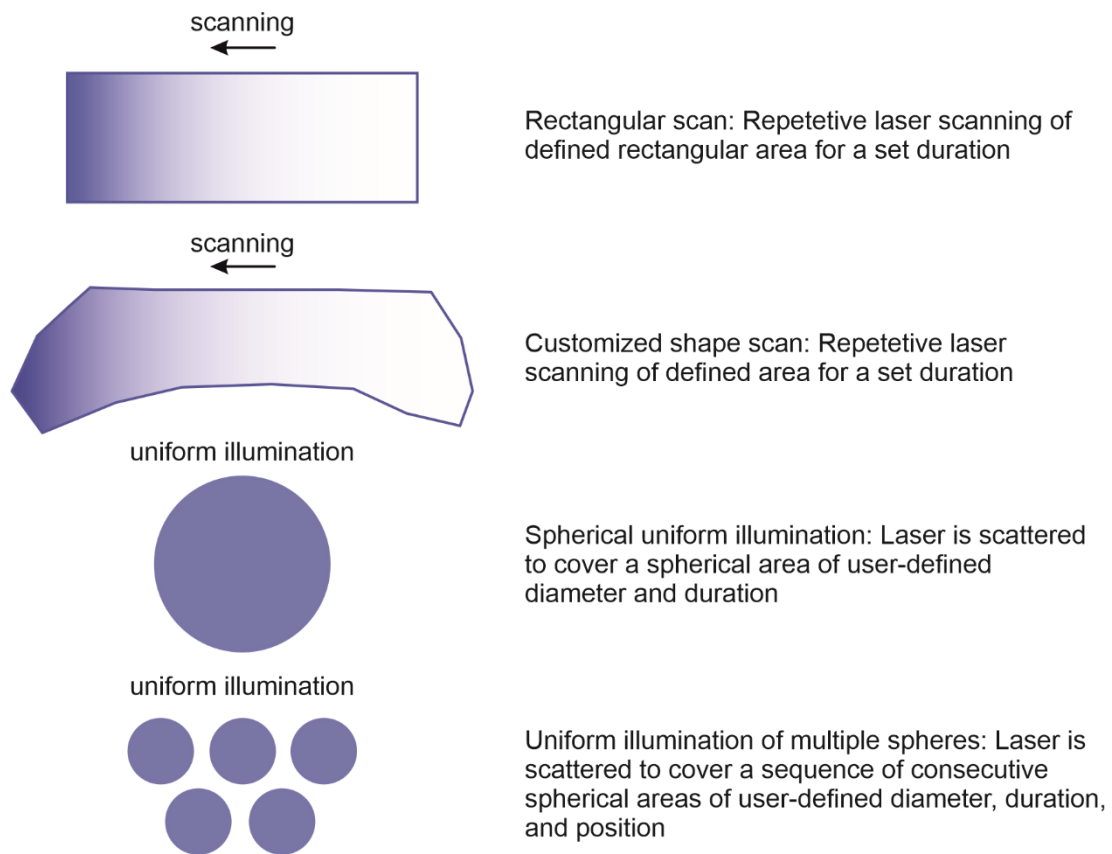 scanning
Rectangular scan: Repetetive laser scanning of
defined rectangular area for a set duration
scanning
Customized shape scan: Repetetive laser
scanning of defined area for a set duration
uniform illumination
Spherical uniform illumination: Laser is scattered
to cover a spherical area of user-defined
diameter and duration
uniform illumination
Uniform illumination of multiple spheres: Laser is
scattered to cover a sequence of consecutive
spherical areas of user-defined diameter, duration,
and position